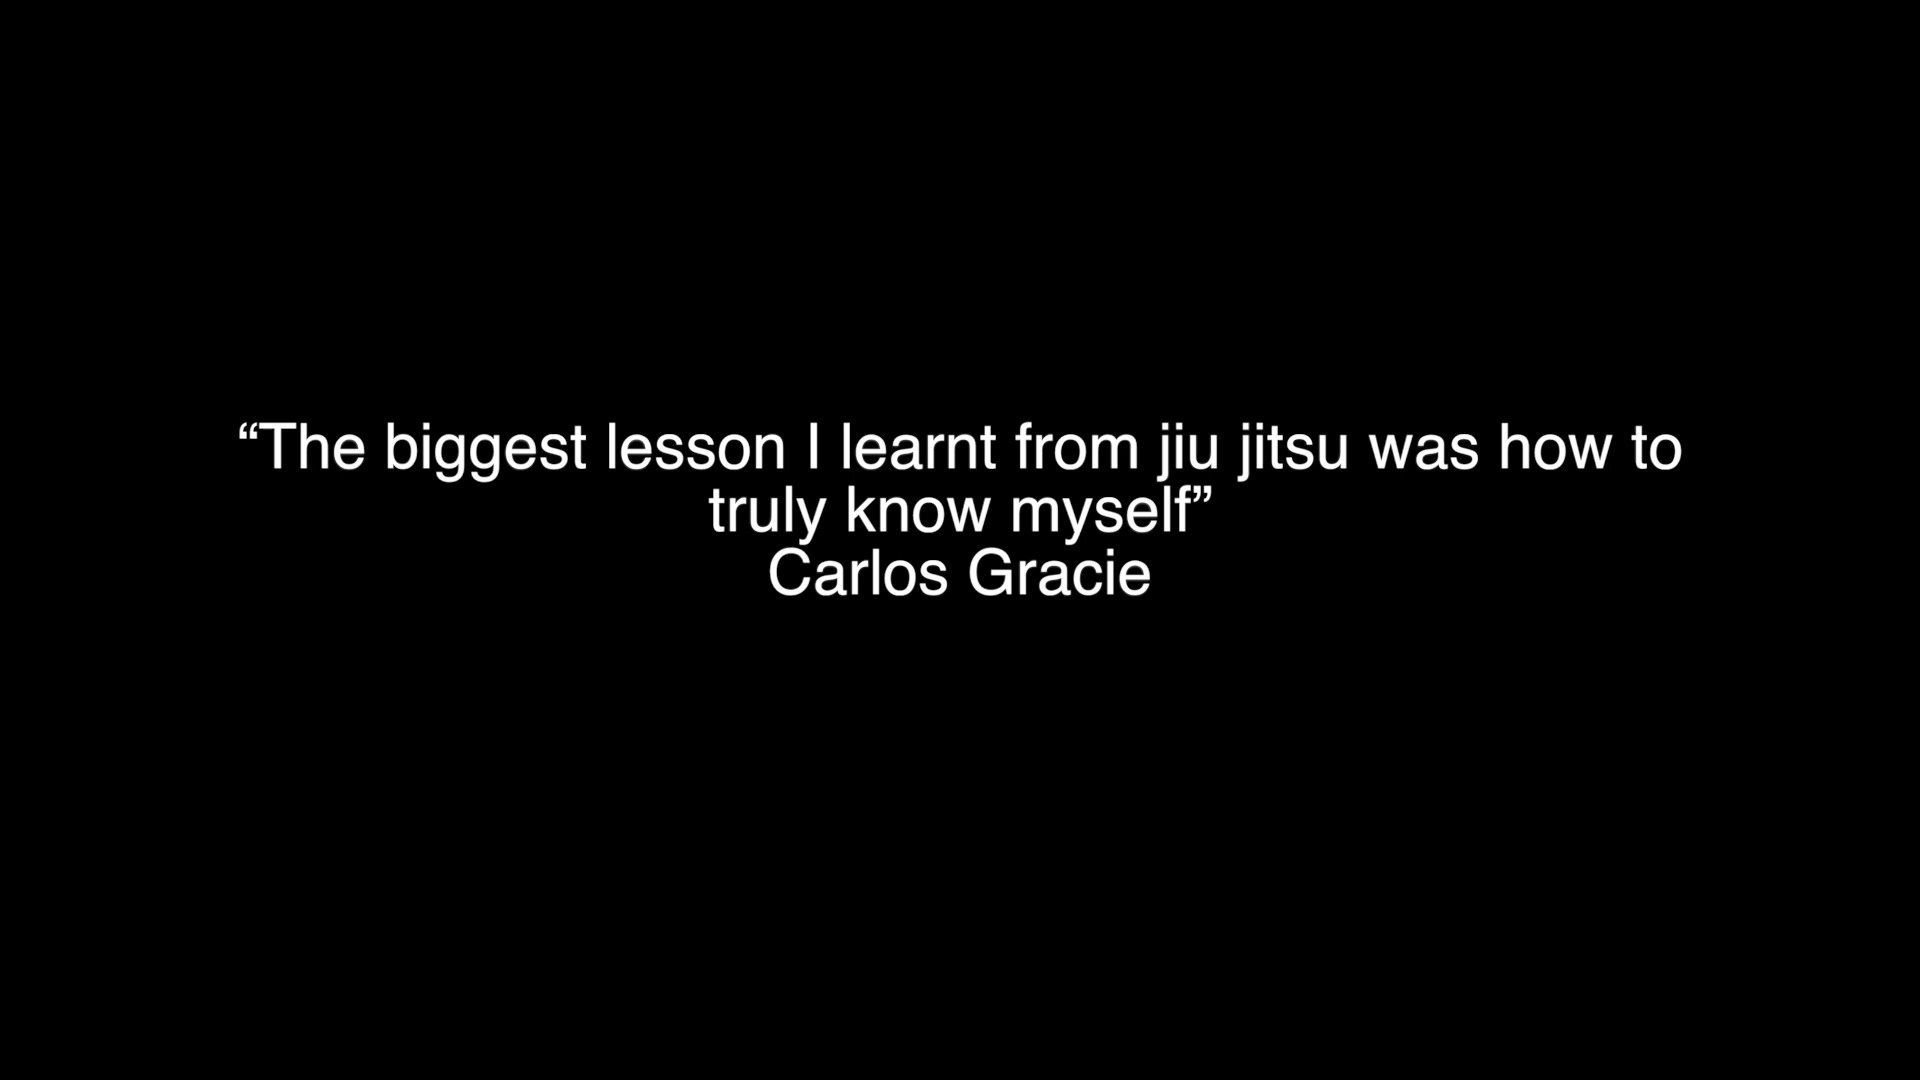 “The biggest lesson I learnt from jiu jitsu was how to
truly know myself”
Carlos Gracie